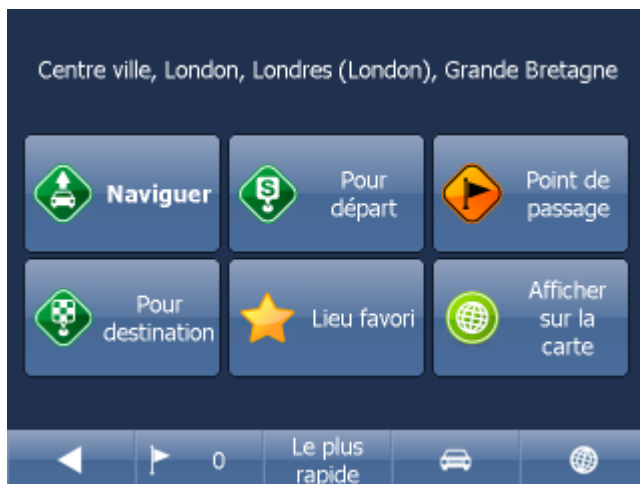 Centre ville, London, Londres (London), Grande Bretagne
Naviguer
Pour
départ
Point de
passage
Pour
destination
Lieu favori
Afficher
sur la
carte
0
Le plus
rapide